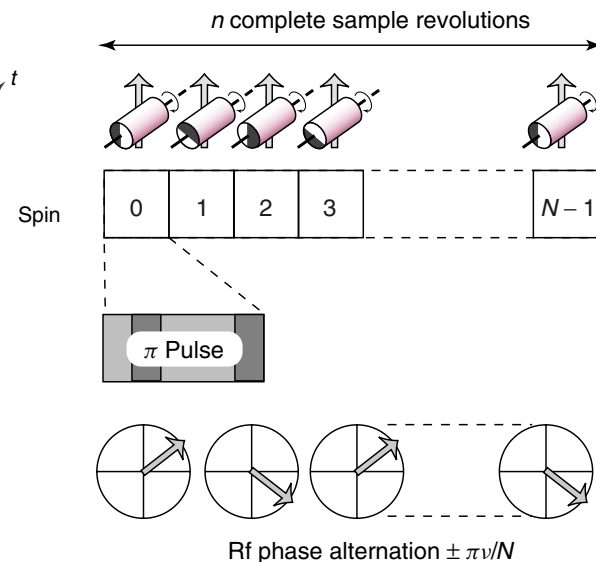 n complete sample revolutions
t
Spin
0 1 2 3 N – 1
π Pulse
Rf phase alternation ± πν/N